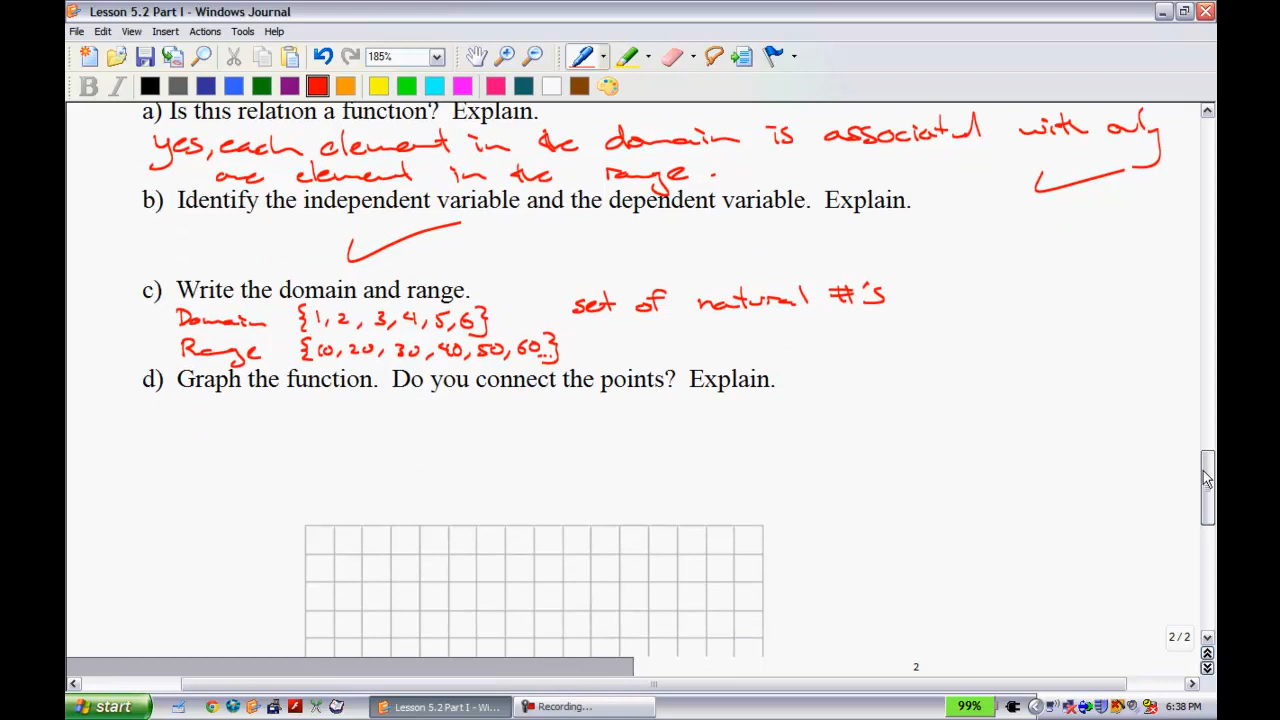 Lesson 5.2 Part I - Windows Journal
File Edit View Insert Actions Tools Help
185%
B I
a) Is this relation a function? Explain.
yes, each element in the domain is associated with only
one element in the range.
b) Identify the independent variable and the dependent variable. Explain.
c) Write the domain and range.
set of natural #'s
Domain {1, 2, 3, 4, 5, 6}
Range {10, 20, 30, 40, 50, 60...}
d) Graph the function. Do you connect the points? Explain.
2/2
2
start
Lesson 5.2 Part I - Wi...
Recording...
99%
6:38 PM